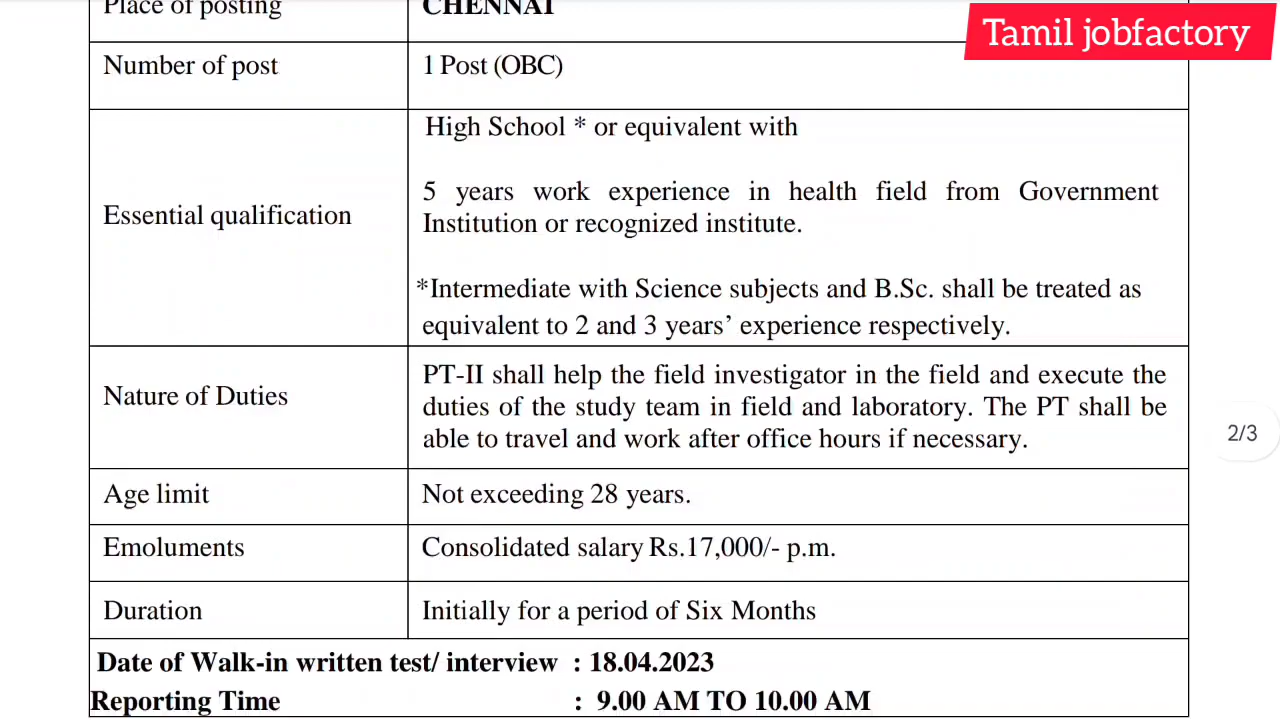 Place of posting CHENNAI
Tamil jobfactory
Number of post 1 Post (OBC)
High School * or equivalent with
5 years work experience in health field from Government
Essential qualification
Institution or recognized institute.
*Intermediate with Science subjects and B.Sc. shall be treated as
equivalent to 2 and 3 years’ experience respectively.
PT-II shall help the field investigator in the field and execute the
Nature of Duties
duties of the study team in field and laboratory. The PT shall be
able to travel and work after office hours if necessary.
2/3
Age limit Not exceeding 28 years.
Emoluments Consolidated salary Rs.17,000/- p.m.
Duration Initially for a period of Six Months
Date of Walk-in written test/ interview : 18.04.2023
Reporting Time : 9.00 AM TO 10.00 AM